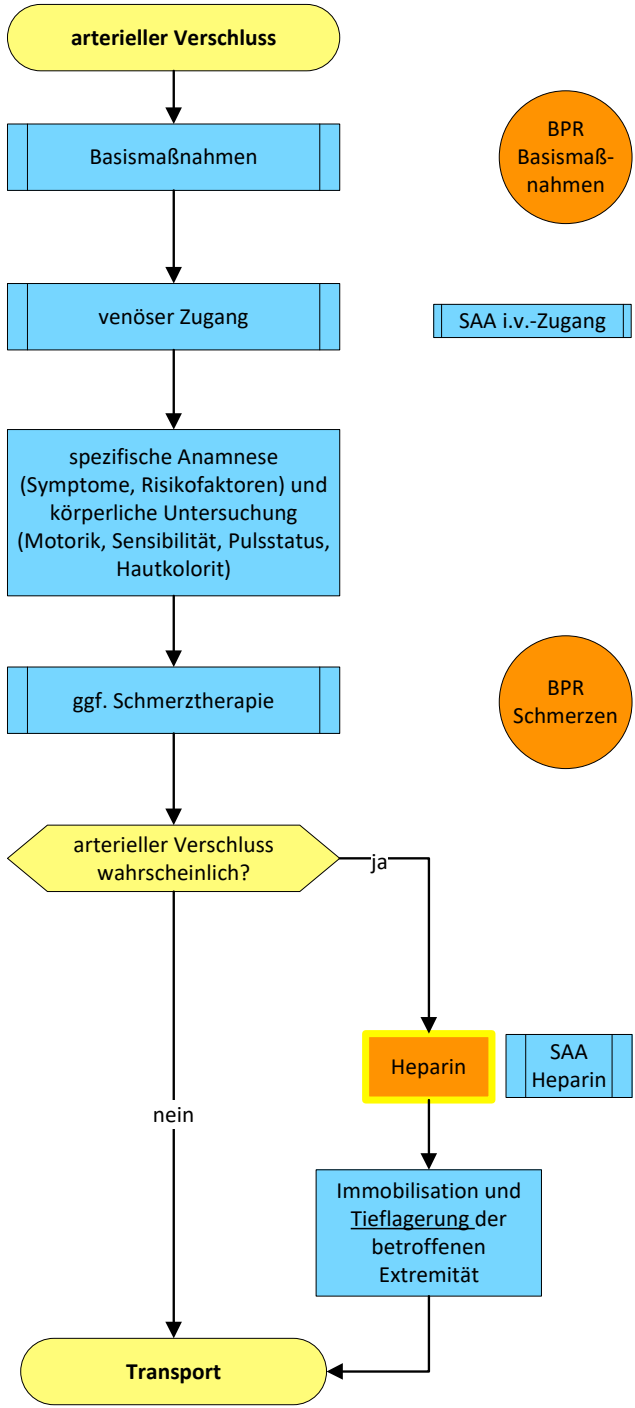 arterieller Verschluss
Basismaßnahmen
BPR
Basismaß-
nahmen
venöser Zugang
SAA i.v.-Zugang
spezifische Anamnese
(Symptome, Risikofaktoren) und
körperliche Untersuchung
(Motorik, Sensibilität, Pulsstatus,
Hautkolorit)
ggf. Schmerztherapie
BPR
Schmerzen
arterieller Verschluss
wahrscheinlich?
ja
Heparin
SAA
Heparin
nein
Immobilisation und
Tieflagerung der
betroffenen
Extremität
Transport